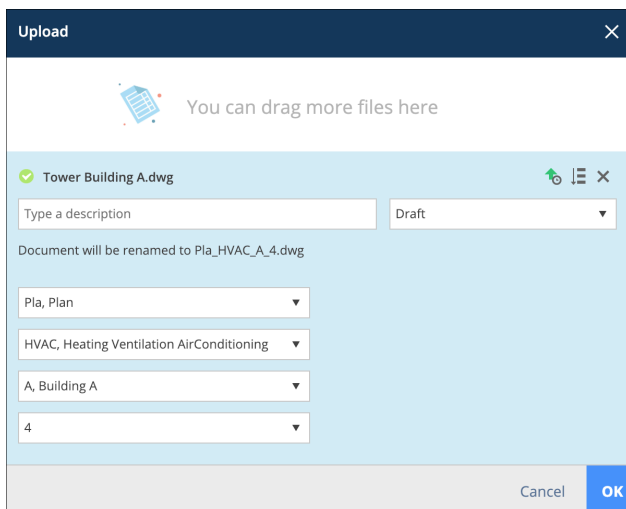 Upload
You can drag more files here
Tower Building A.dwg
Type a description
Draft
Document will be renamed to Pla_HVAC_A_4.dwg
Pla, Plan
HVAC, Heating Ventilation AirConditioning
A, Building A
4
Cancel
OK